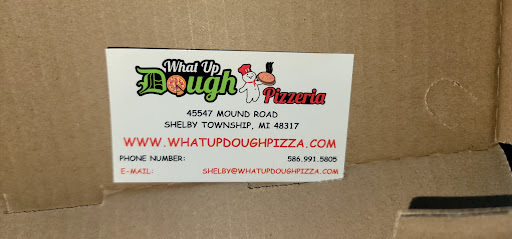 What Up
Dough
Pizzeria
45547 MOUND ROAD
SHELBY TOWNSHIP, MI 48317
WWW.WHATUPDOUGHPIZZA.COM
PHONE NUMBER: 586.991.5805
E-MAIL: SHELBY@WHATUPDOUGHPIZZA.COM